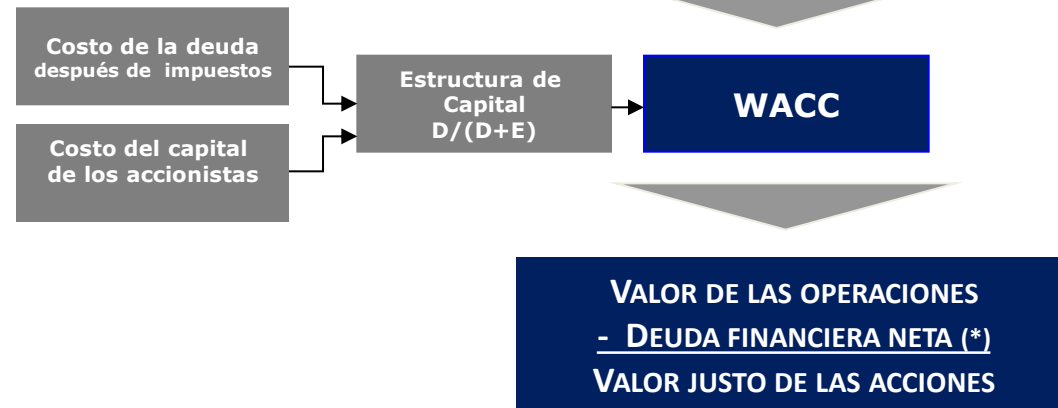 Costo de la deuda
después de impuestos
Costo del capital
de los accionistas
Estructura de
Capital
D/(D+E)
WACC
VALOR DE LAS OPERACIONES
- DEUDA FINANCIERA NETA (*)
VALOR JUSTO DE LAS ACCIONES